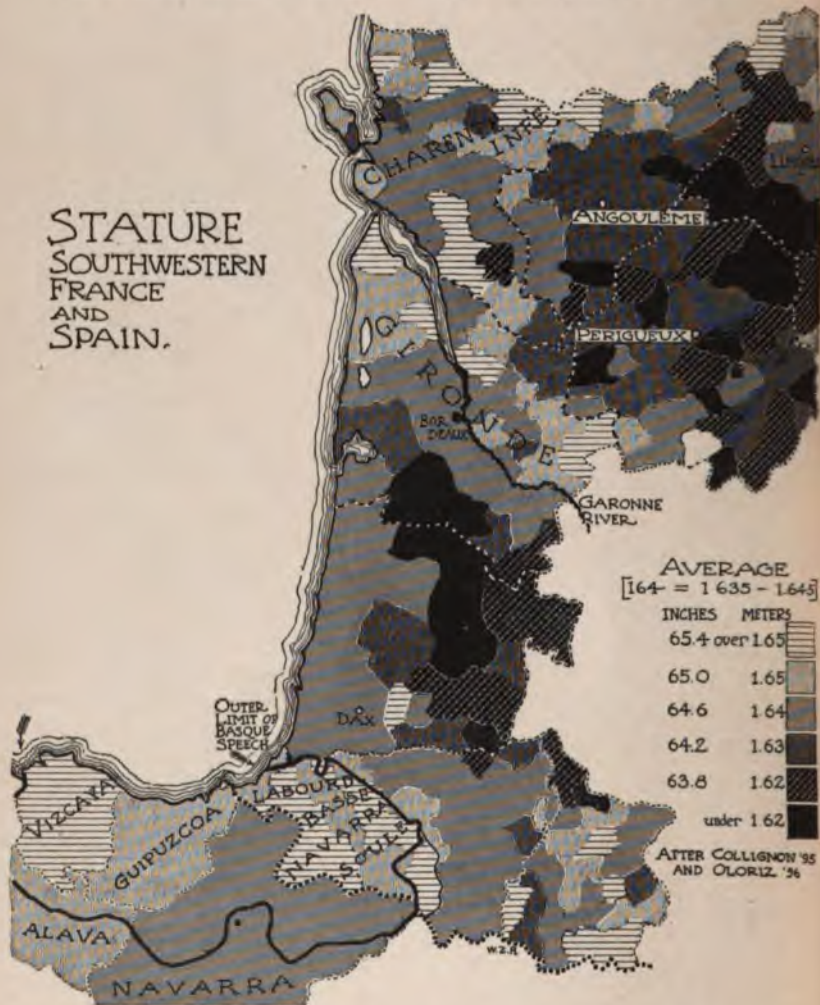 STATURE
SOUTHWESTERN
FRANCE
AND
SPAIN.
CHARENTE
INFE
ANGOULÊME
PERIGUEUX
GIRONDE
BOR
DEAUX
GARONNE
RIVER
AVERAGE
[164 = 1 635 - 1.645]
INCHES METERS
65.4 over 1.65
65.0 1.65
64.6 1.64
64.2 1.63
63.8 1.62
under 1 62
AFTER COLLIGNON '95
AND OLORIZ '96
DAX
OUTER
LIMIT OF
BASQUE
SPEECH
VIZCAYA
GUIPUZCOA
LABOURD
BASSE
NAVARRA
SOULE
ALAVA
NAVARRA
W.Z.R.